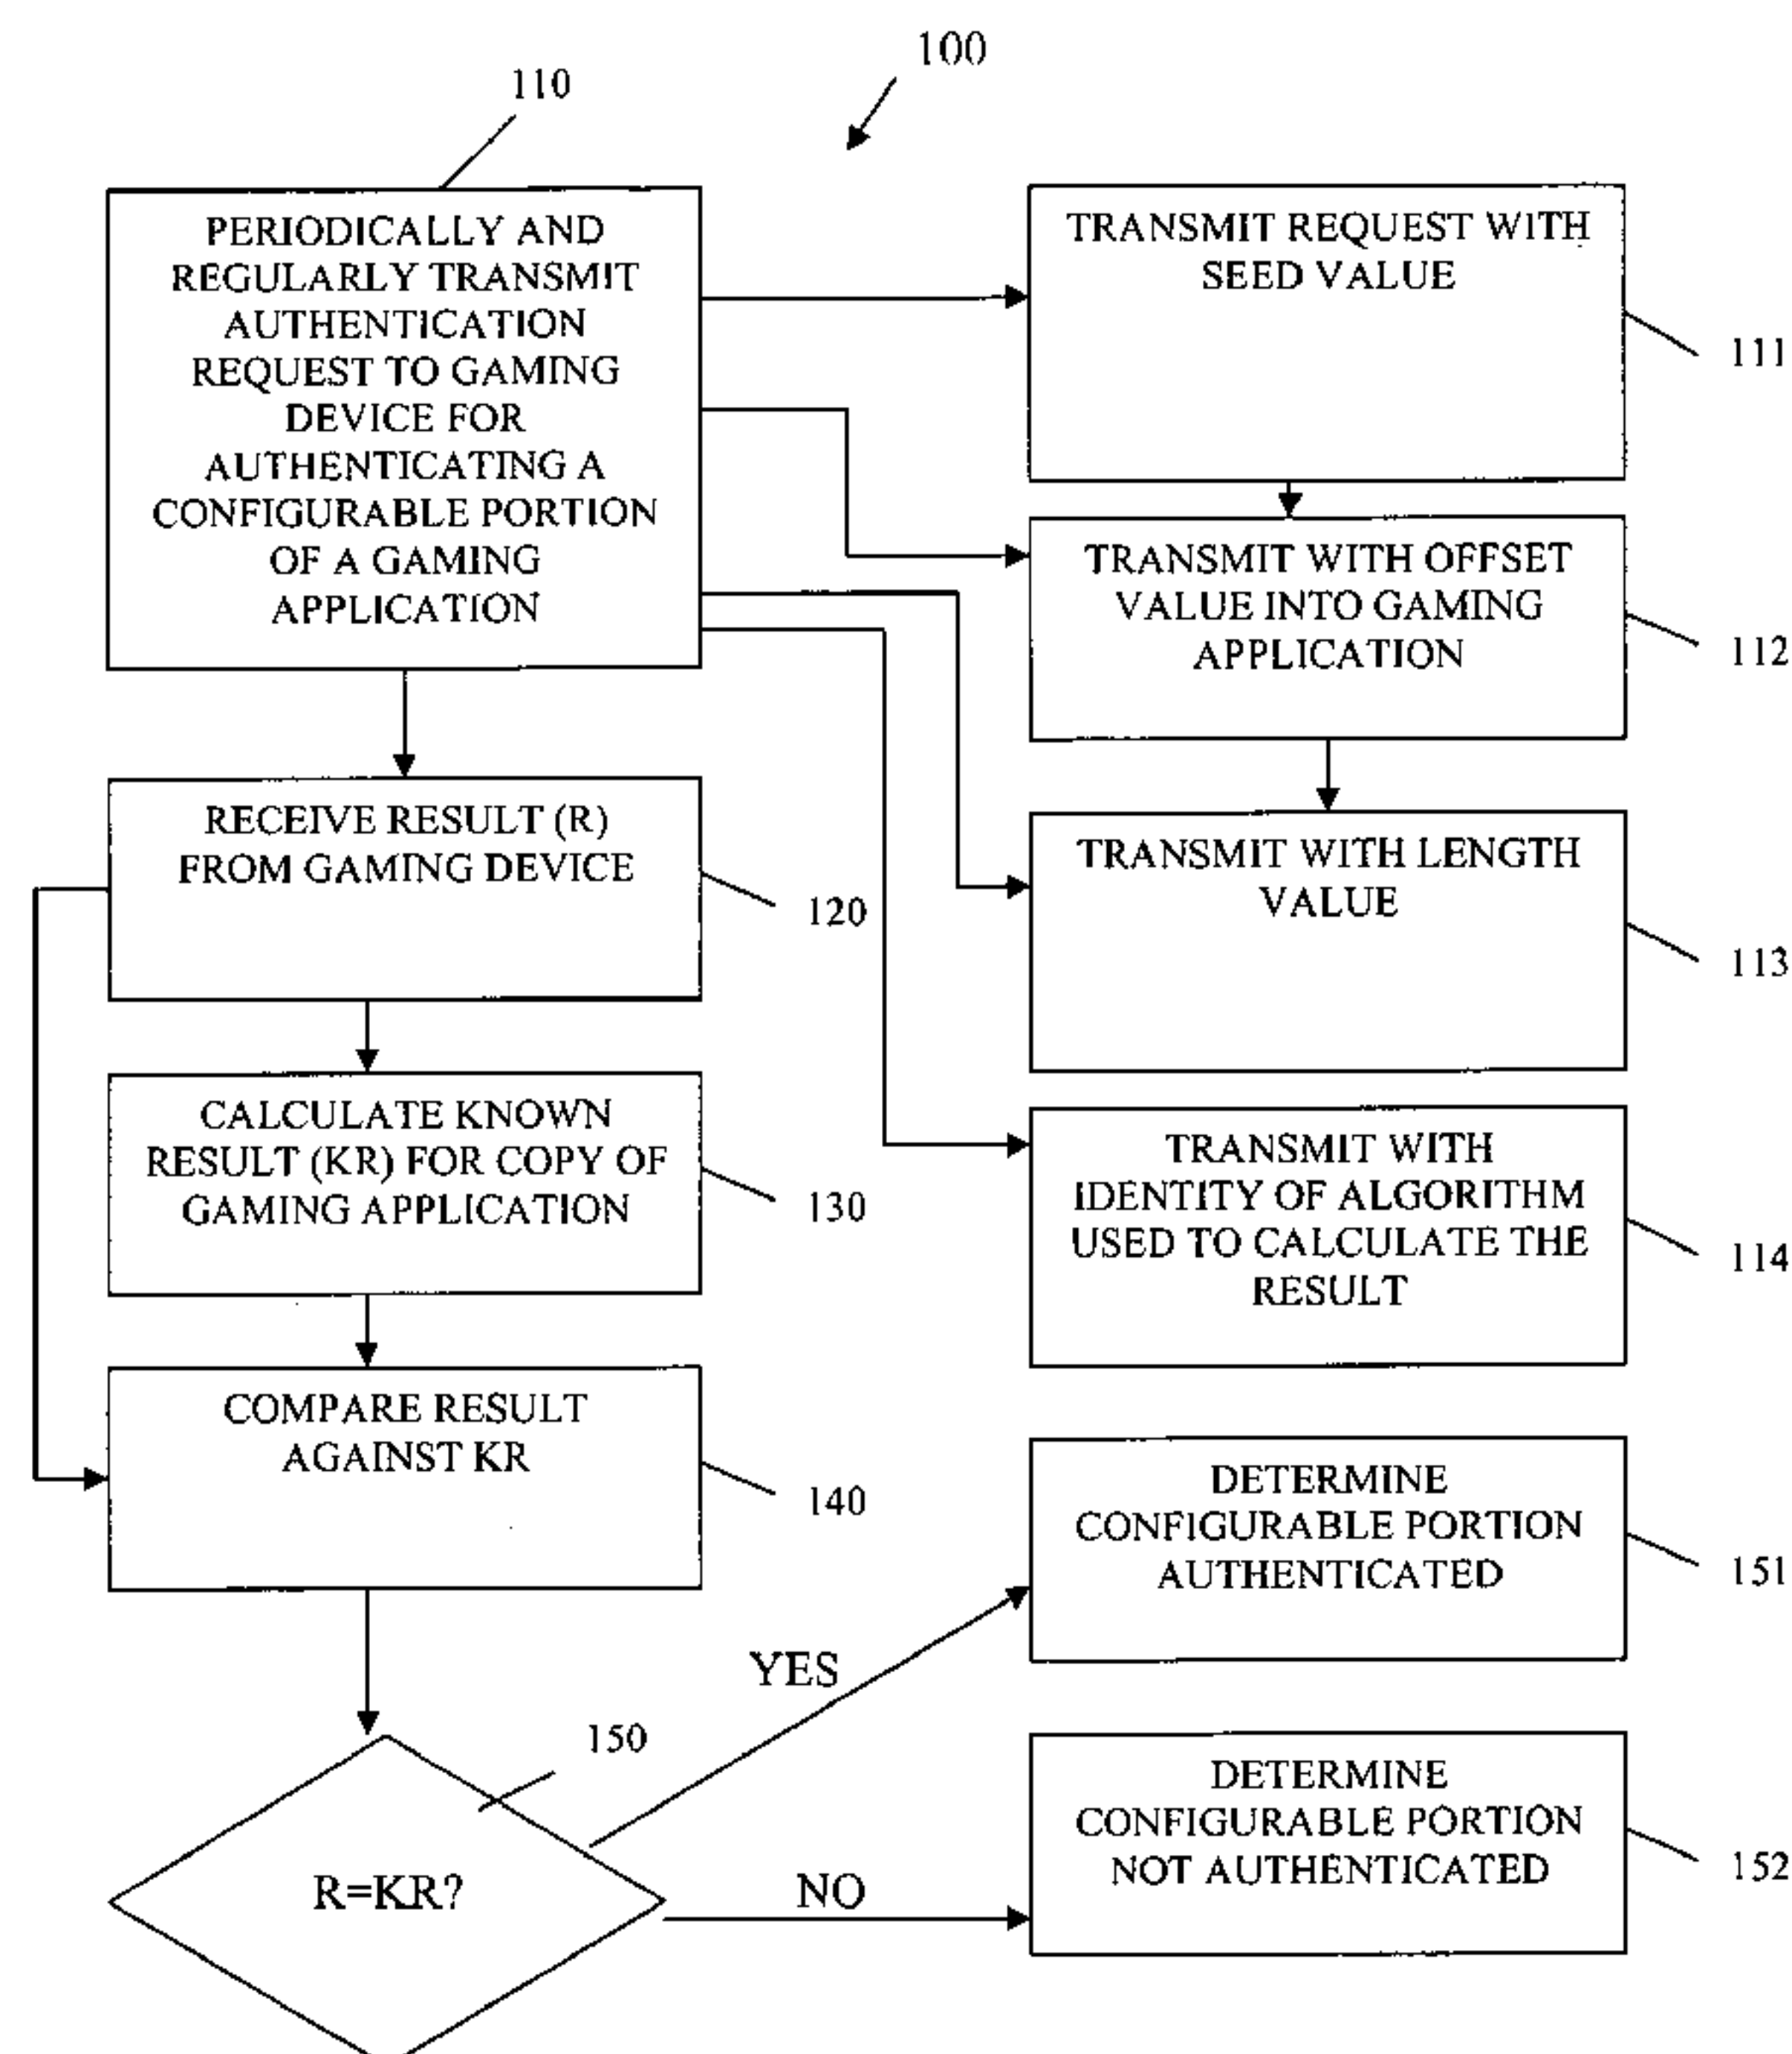 100
110
PERIODICALLY AND
REGULARLY TRANSMIT
AUTHENTICATION
REQUEST TO GAMING
DEVICE FOR
AUTHENTICATING A
CONFIGURABLE PORTION
OF A GAMING
APPLICATION
TRANSMIT REQUEST WITH
SEED VALUE
111
TRANSMIT WITH OFFSET
VALUE INTO GAMING
APPLICATION
112
RECEIVE RESULT (R)
FROM GAMING DEVICE
120
TRANSMIT WITH LENGTH
VALUE
113
CALCULATE KNOWN
RESULT (KR) FOR COPY OF
GAMING APPLICATION
130
TRANSMIT WITH
IDENTITY OF ALGORITHM
USED TO CALCULATE THE
RESULT
114
COMPARE RESULT
AGAINST KR
140
DETERMINE
CONFIGURABLE PORTION
AUTHENTICATED
151
YES
150
R=KR?
NO
DETERMINE
CONFIGURABLE PORTION
NOT AUTHENTICATED
152